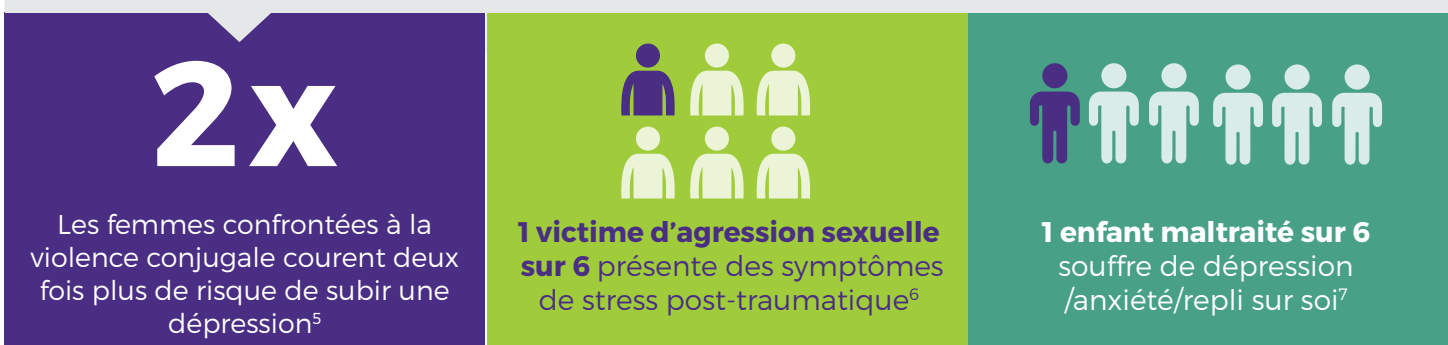 2x
Les femmes confrontées à la
violence conjugale courent deux
fois plus de risque de subir une
dépression⁵
1 victime d’agression sexuelle
sur 6 présente des symptômes
de stress post-traumatique⁶
1 enfant maltraité sur 6
souffre de dépression
/anxiété/repli sur soi⁷